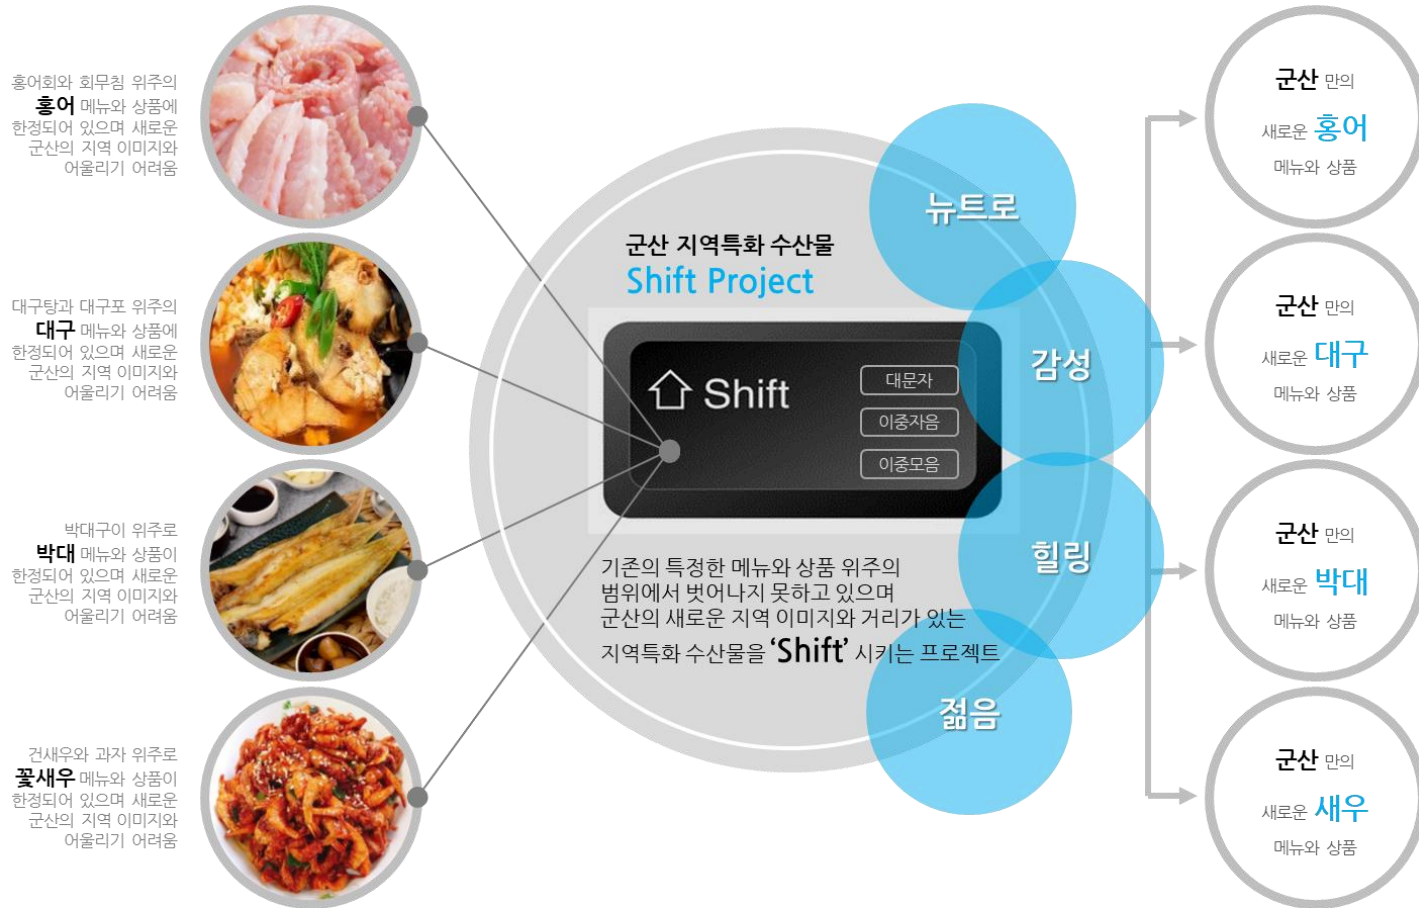 홍어회와 회무침 위주의
홍어 메뉴와 상품에
한정되어 있으며 새로운
군산의 지역 이미지와
어울리기 어려움
대구탕과 대구포 위주의
대구 메뉴와 상품에
한정되어 있으며 새로운
군산의 지역 이미지와
어울리기 어려움
박대구이 위주로
박대 메뉴와 상품이
한정되어 있으며 새로운
군산의 지역 이미지와
어울리기 어려움
건새우와 과자 위주로
꽃새우 메뉴와 상품이
한정되어 있으며 새로운
군산의 지역 이미지와
어울리기 어려움
군산 지역특화 수산물
Shift Project
Shift
대문자
이중자음
이중모음
기존의 특정한 메뉴와 상품 위주의
범위에서 벗어나지 못하고 있으며
군산의 새로운 지역 이미지와 거리가 있는
지역특화 수산물을 ‘Shift’ 시키는 프로젝트
뉴트로
감성
힐링
젊음
군산 만의
새로운 홍어
메뉴와 상품
군산 만의
새로운 대구
메뉴와 상품
군산 만의
새로운 박대
메뉴와 상품
군산 만의
새로운 새우
메뉴와 상품